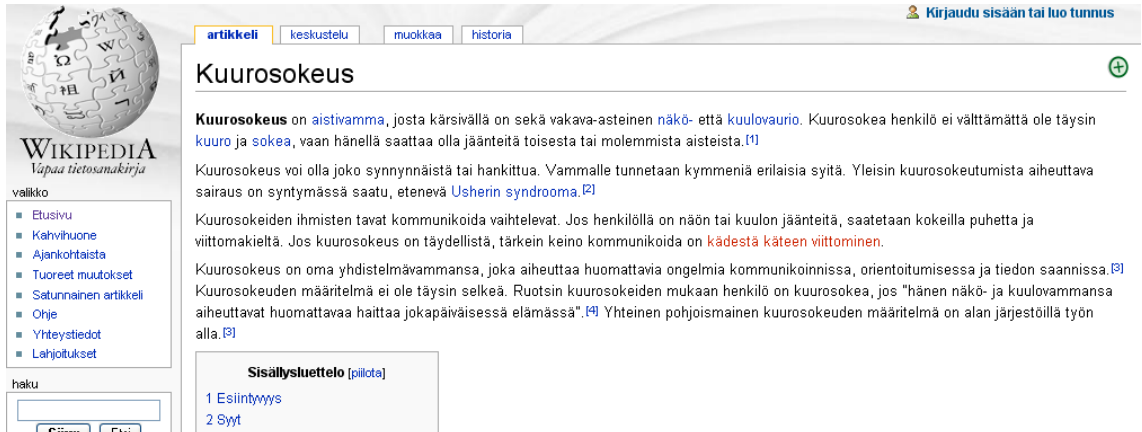 Kirjaudu sisään tai luo tunnus
artikkeli keskustelu muokkaa historia
Kuurosokeus
Kuurosokeus on aistivamma, josta kärsivällä on sekä vakava-asteinen näkö- että kuulovaurio. Kuurosokea henkilö ei välttämättä ole täysin
kuuro ja sokea, vaan hänellä saattaa olla jäänteitä toisesta tai molemmista aisteista.[1]
Kuurosokeus voi olla joko synnynnäistä tai hankittua. Vammalle tunnetaan kymmeniä erilaisia syitä. Yleisin kuurosokeutumista aiheuttava
sairaus on syntymässä saatu, etenevä Usherin syndrooma.[2]
Kuurosokeiden ihmisten tavat kommunikoida vaihtelevat. Jos henkilöllä on näön tai kuulon jäänteitä, saatetaan kokeilla puhetta ja
viittomakieltä. Jos kuurosokeus on täydellistä, tärkein keino kommunikoida on kädestä käteen viittominen.
Kuurosokeus on oma yhdistelmävammansa, joka aiheuttaa huomattavia ongelmia kommunikoinnissa, orientoitumisessa ja tiedon saannissa.[3]
Kuurosokeuden määritelmä ei ole täysin selkeä. Ruotsin kuurosokeiden mukaan henkilö on kuurosokea, jos "hänen näkö- ja kuulovammansa
aiheuttavat huomattavaa haittaa jokapäiväisessä elämässä".[4] Yhteinen pohjoismainen kuurosokeuden määritelmä on alan järjestöillä työn
alla.[3]
Sisällysluettelo [piilota]
1 Esiintyvyys
2 Syyt
WIKIPEDIA
Vapaa tietosanakirja
valikko
Etusivu
Kahvihuone
Ajankohtaista
Tuoreet muutokset
Satunnainen artikkeli
Ohje
Yhteystiedot
Lahjoitukset
haku